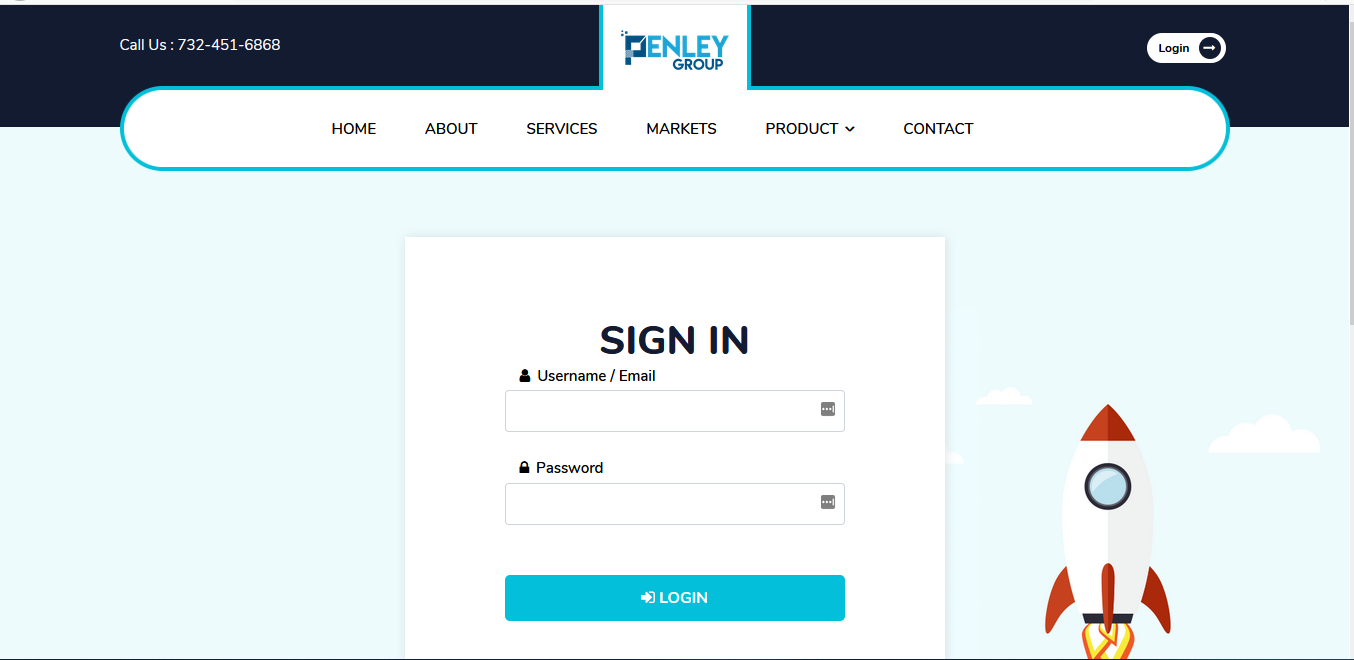 Call Us : 732-451-6868
PENLEY
GROUP
Login
HOME ABOUT SERVICES MARKETS PRODUCT CONTACT
SIGN IN
Username / Email
Password
LOGIN